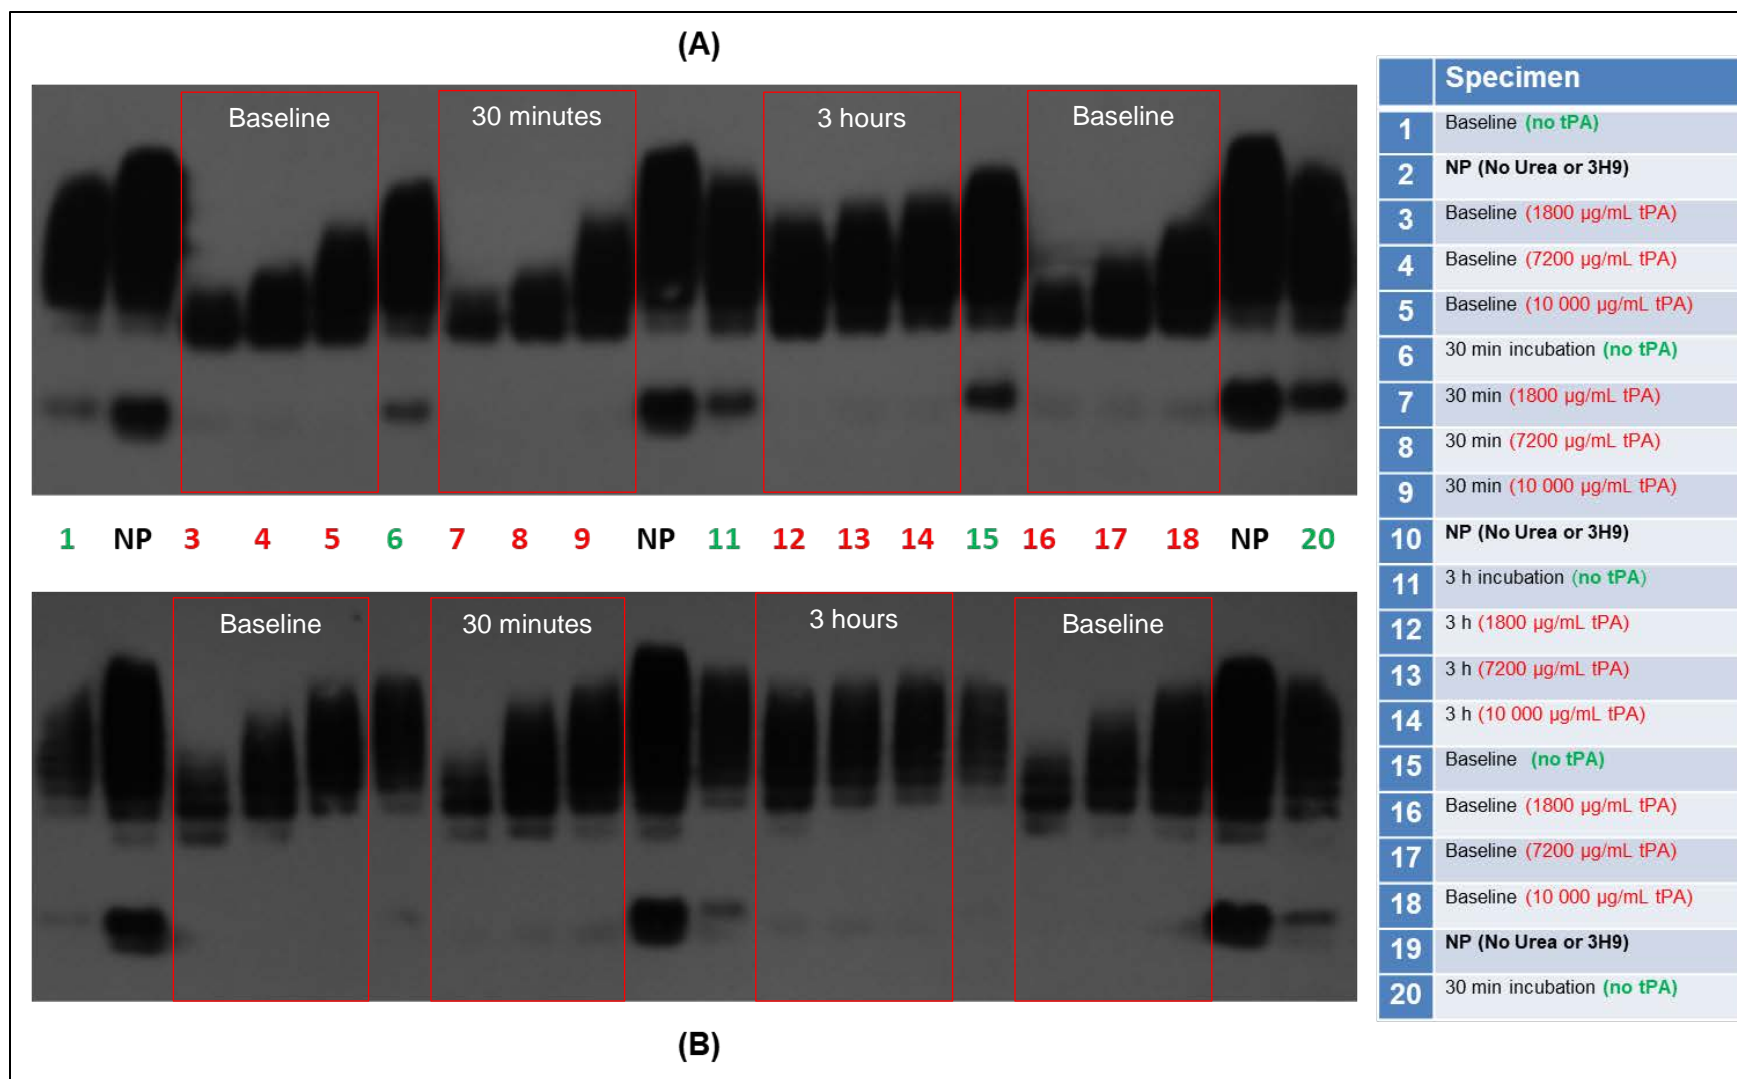 (A)
Baseline
30 minutes
3 hours
Baseline
1 NP 3 4 5 6 7 8 9 NP 11 12 13 14 15 16 17 18 NP 20
Baseline
30 minutes
3 hours
Baseline
(B)
Specimen
1 Baseline (no tPA)
2 NP (No Urea or 3H9)
3 Baseline (1800 µg/mL tPA)
4 Baseline (7200 µg/mL tPA)
5 Baseline (10 000 µg/mL tPA)
6 30 min incubation (no tPA)
7 30 min (1800 µg/mL tPA)
8 30 min (7200 µg/mL tPA)
9 30 min (10 000 µg/mL tPA)
10 NP (No Urea or 3H9)
11 3 h incubation (no tPA)
12 3 h (1800 µg/mL tPA)
13 3 h (7200 µg/mL tPA)
14 3 h (10 000 µg/mL tPA)
15 Baseline (no tPA)
16 Baseline (1800 µg/mL tPA)
17 Baseline (7200 µg/mL tPA)
18 Baseline (10 000 µg/mL tPA)
19 NP (No Urea or 3H9)
20 30 min incubation (no tPA)